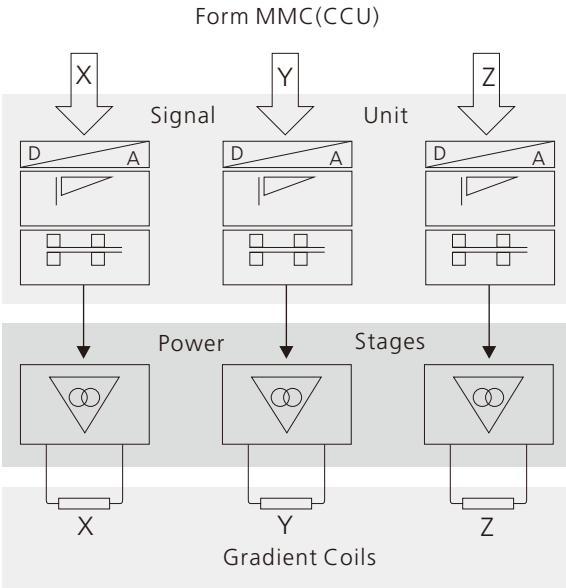 Form MMC(CCU)
X Y Z
Signal Unit
D A D A D A
Power Stages
X Y Z
Gradient Coils